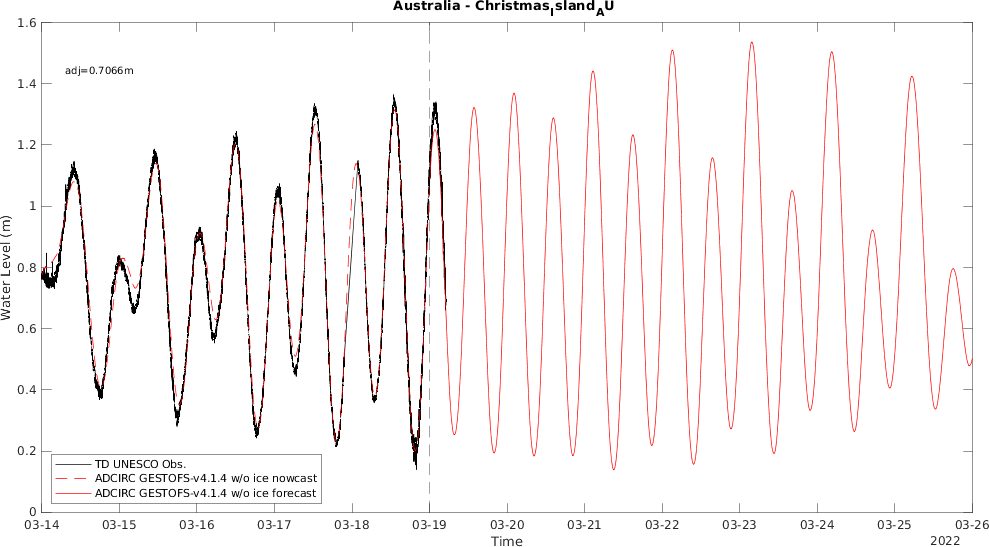 Australia - Christmas_Island_AU
1.6
1.4
1.2
1
0.8
0.6
0.4
0.2
0
Water Level (m)
adj=0.7066m
TD UNESCO Obs.
ADCIRC GESTOFS-v4.1.4 w/o ice nowcast
ADCIRC GESTOFS-v4.1.4 w/o ice forecast
03-14 03-15 03-16 03-17 03-18 03-19 03-20 03-21 03-22 03-23 03-24 03-25 03-26
Time
2022